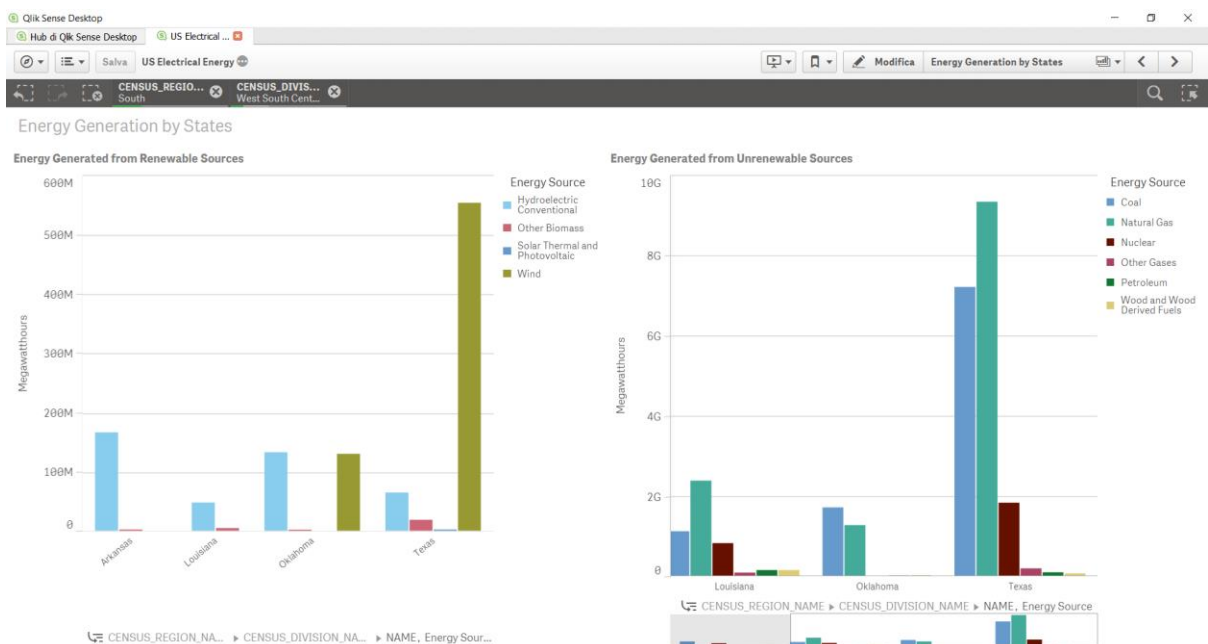 Qlik Sense Desktop
Hub di Qlik Sense Desktop US Electrical ...
Salva US Electrical Energy Modifica Energy Generation by States
CENSUS_REGIO... CENSUS_DIVIS...
South West South Cent...
Energy Generation by States
Energy Generated from Renewable Sources
600M
500M
400M
300M
200M
100M
0
Megawatthours
Arkansas
Louisiana
Oklahoma
Texas
Energy Source
Hydroelectric
Conventional
Other Biomass
Solar Thermal and
Photovoltaic
Wind
CENSUS_REGION_NA... CENSUS_DIVISION_NA... NAME, Energy Sour...
Energy Generated from Unrenewable Sources
10G
8G
6G
4G
2G
0
Megawatthours
Louisiana
Oklahoma
Texas
Energy Source
Coal
Natural Gas
Nuclear
Other Gases
Petroleum
Wood and Wood
Derived Fuels
CENSUS_REGION_NAME CENSUS_DIVISION_NAME NAME, Energy Source